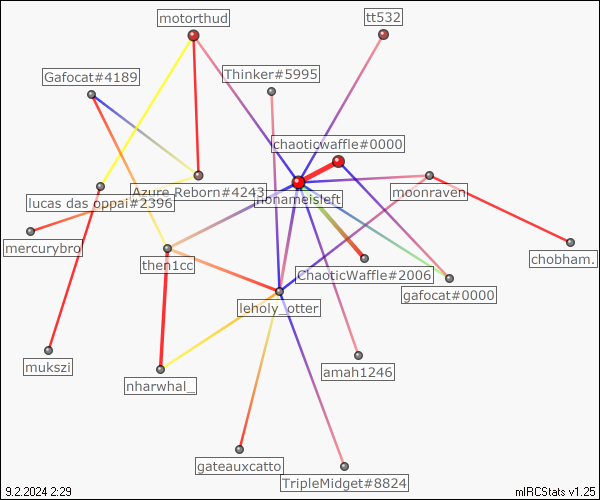 motorthud
tt532
Gafocat#4189
Thinker#5995
chaoticwaffle#0000
Azure Reborn#4243
nonameisleft
moonraven
lucas das oppai#2396
mercurybro
then1cc
ChaoticWaffle#2006
chobham.
gafocat#0000
leholy_otter
mukszi
nharwhal_
amah1246
gateauxcatto
TripleMidget#8824
9.2.2024 2:29
mIRCStats v1.25